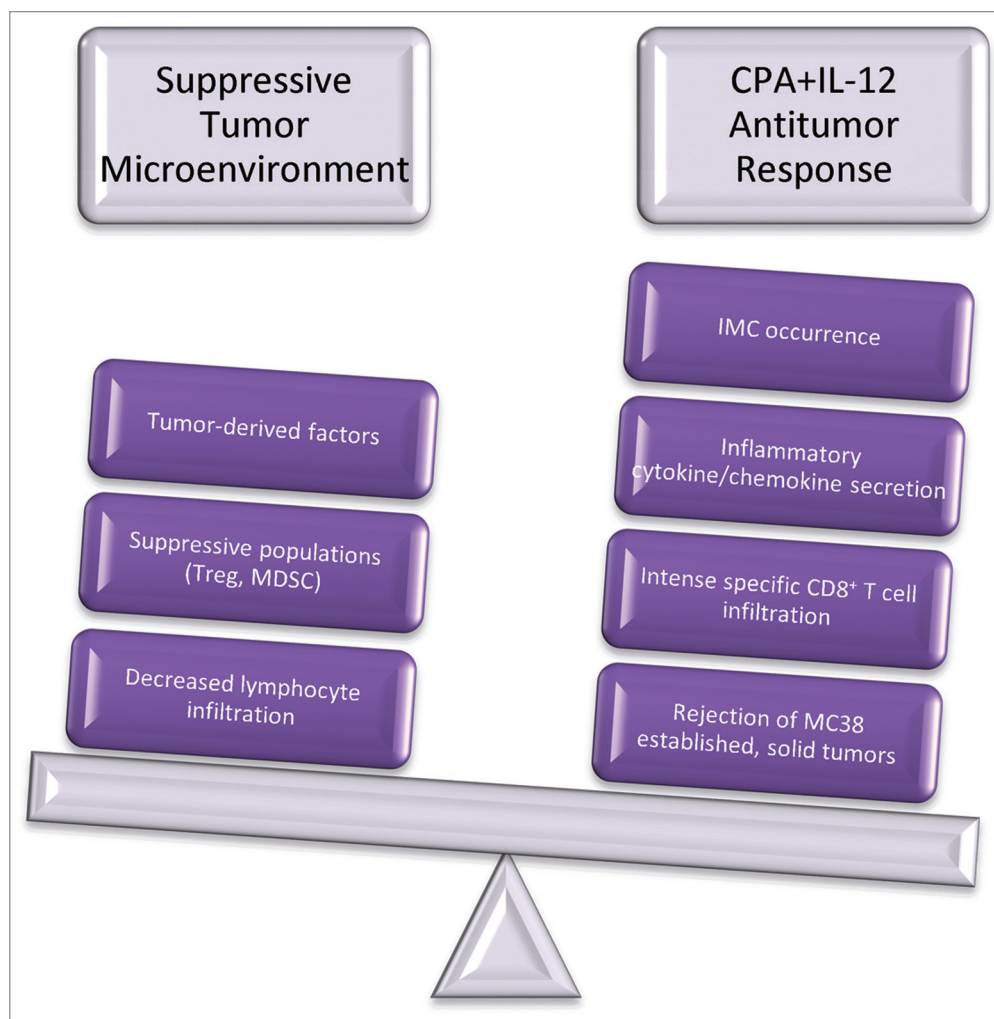 Suppressive
Tumor
Microenvironment
CPA+IL-12
Antitumor
Response
Tumor-derived factors
Suppressive populations
(Treg, MDSC)
Decreased lymphocyte
infiltration
IMC occurrence
Inflammatory
cytokine/chemokine secretion
Intense specific CD8⁺ T cell
infiltration
Rejection of MC38
established, solid tumors